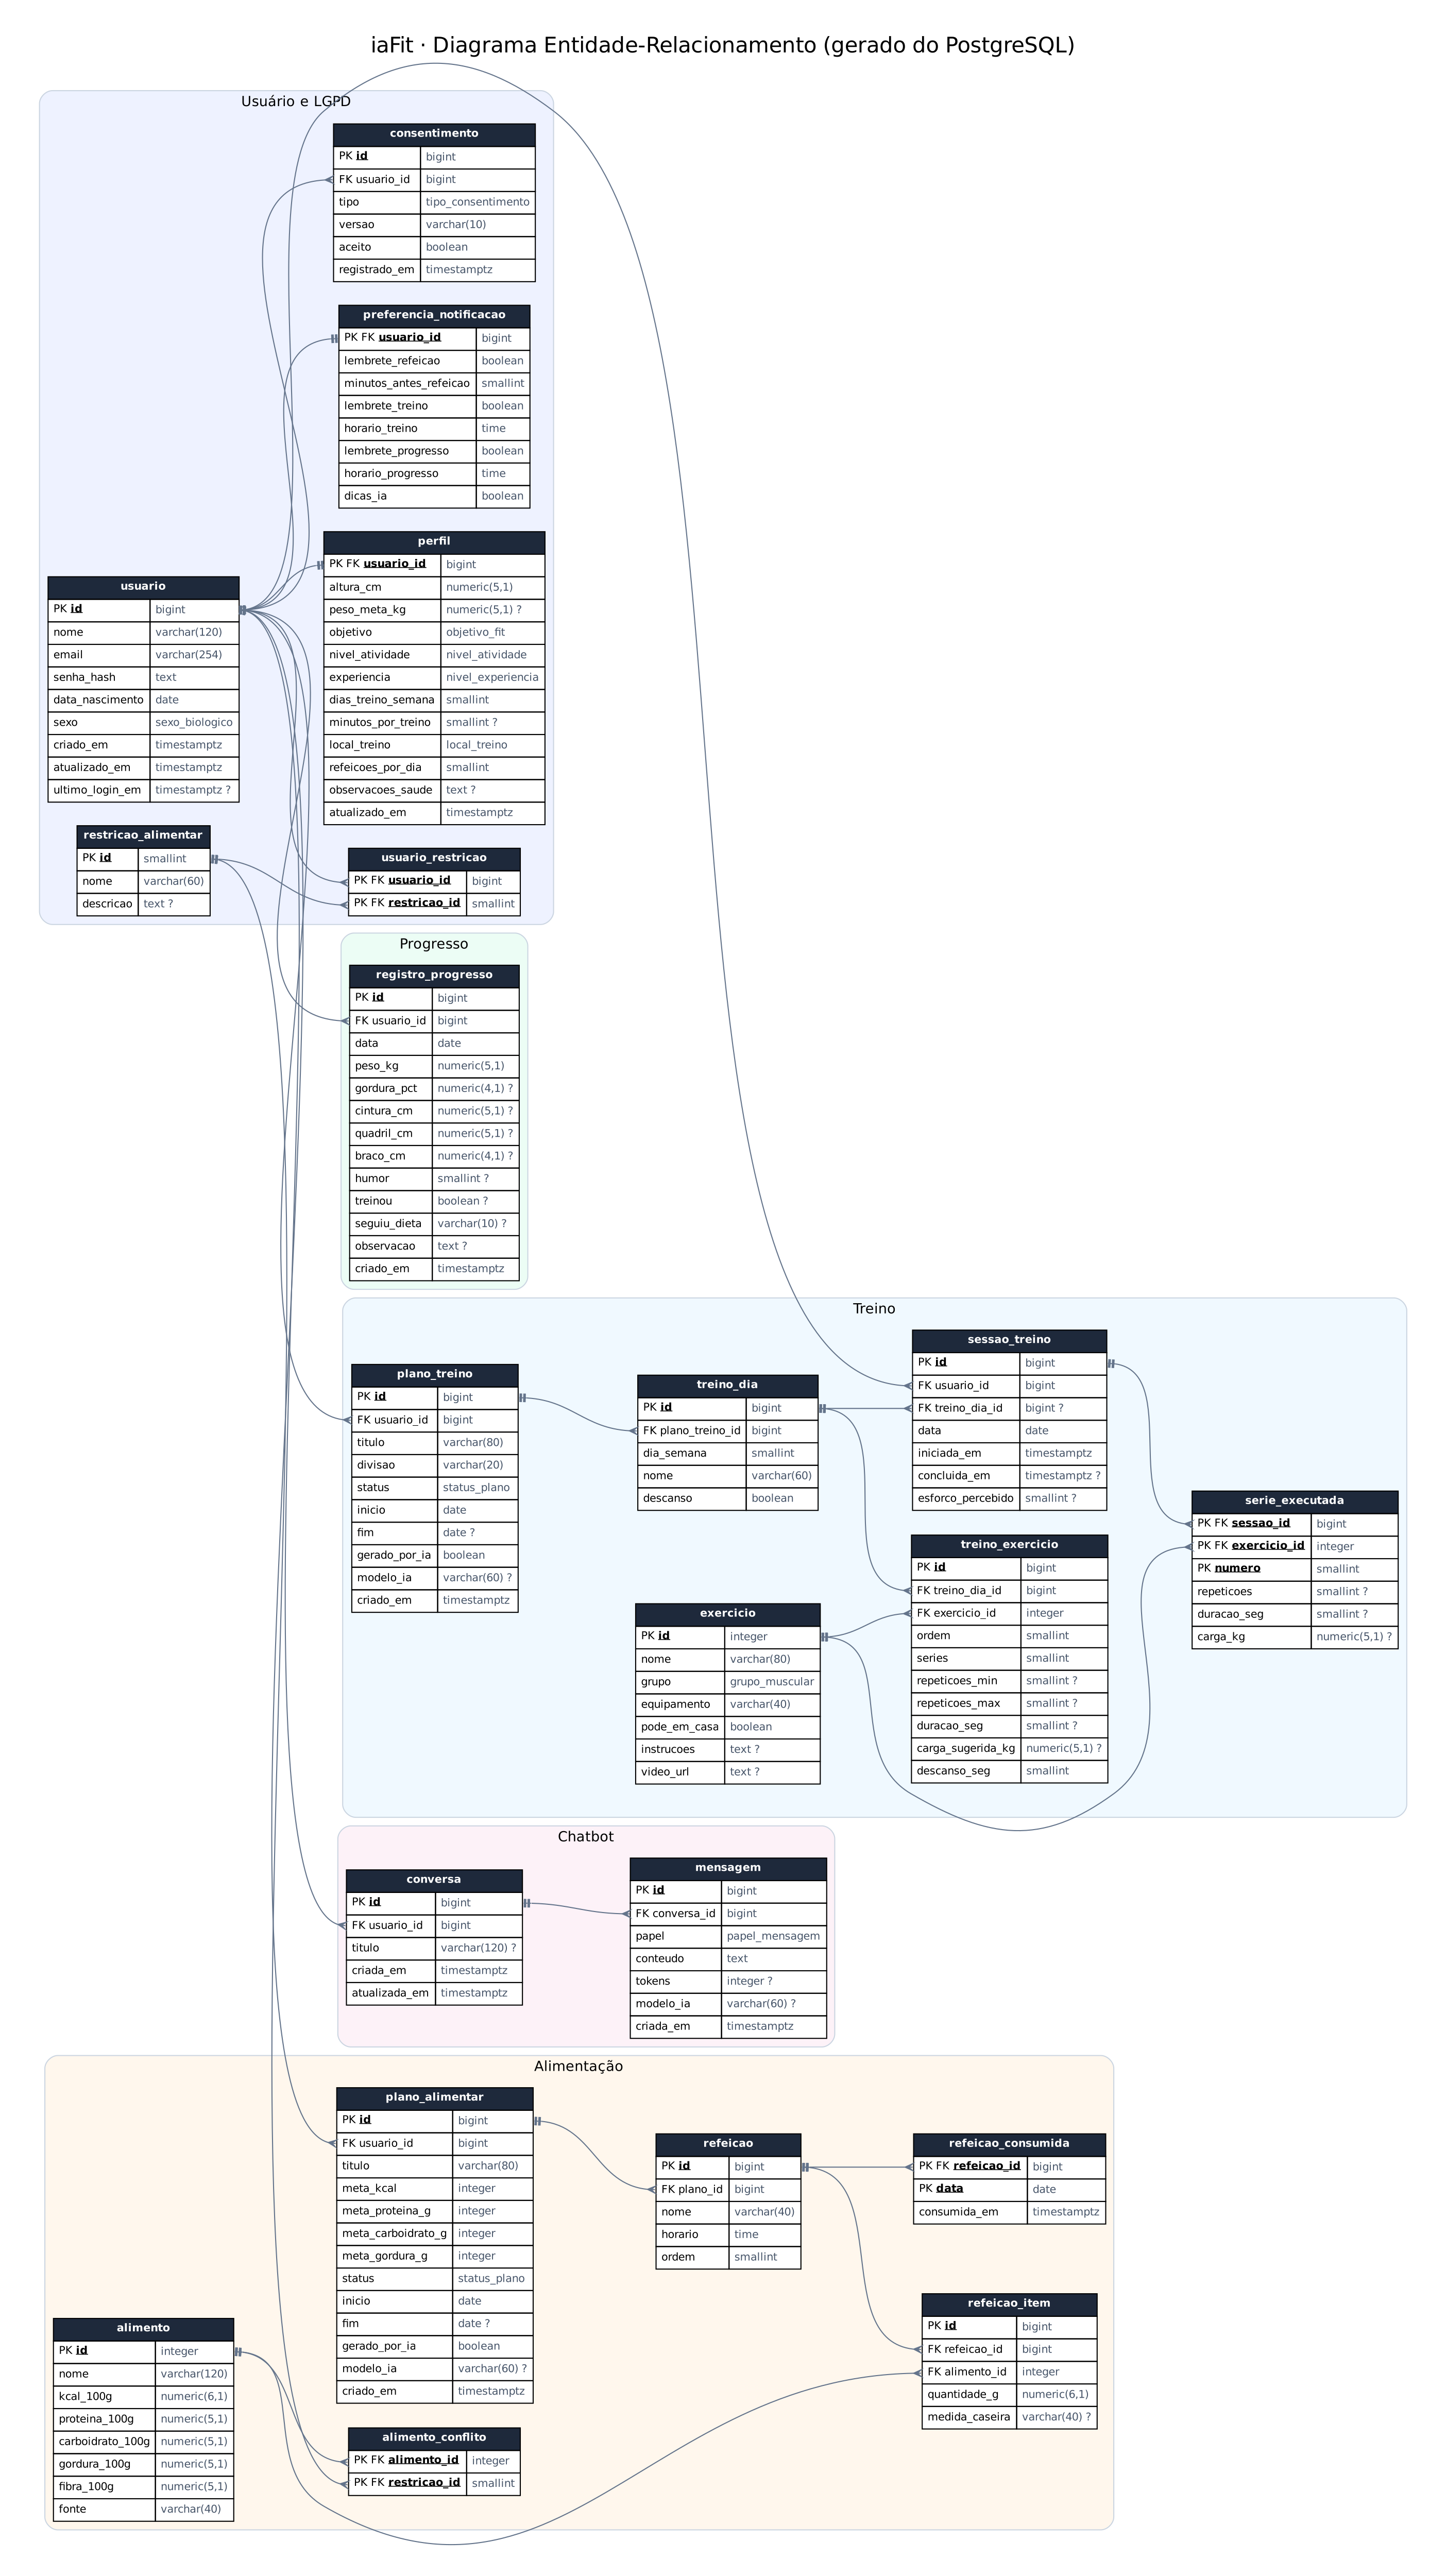 iaFit · Diagrama Entidade-Relacionamento (gerado do PostgreSQL)
Usuário e LGPD
consentimento
PK id bigint
FK usuario_id bigint
tipo tipo_consentimento
versao varchar(10)
aceito boolean
registrado_em timestamptz
preferencia_notificacao
PK FK usuario_id bigint
lembrete_refeicao boolean
minutos_antes_refeicao smallint
lembrete_treino boolean
horario_treino time
lembrete_progresso boolean
horario_progresso time
dicas_ia boolean
perfil
PK FK usuario_id bigint
altura_cm numeric(5,1)
peso_meta_kg numeric(5,1) ?
objetivo objetivo_fit
nivel_atividade nivel_atividade
experiencia nivel_experiencia
dias_treino_semana smallint
minutos_por_treino smallint ?
local_treino local_treino
refeicoes_por_dia smallint
observacoes_saude text ?
atualizado_em timestamptz
usuario
PK id bigint
nome varchar(120)
email varchar(254)
senha_hash text
data_nascimento date
sexo sexo_biologico
criado_em timestamptz
atualizado_em timestamptz
ultimo_login_em timestamptz ?
restricao_alimentar
PK id smallint
nome varchar(60)
descricao text ?
usuario_restricao
PK FK usuario_id bigint
PK FK restricao_id smallint
Progresso
registro_progresso
PK id bigint
FK usuario_id bigint
data date
peso_kg numeric(5,1)
gordura_pct numeric(4,1) ?
cintura_cm numeric(5,1) ?
quadril_cm numeric(5,1) ?
braco_cm numeric(4,1) ?
humor smallint ?
treinou boolean ?
seguiu_dieta varchar(10) ?
observacao text ?
criado_em timestamptz
Treino
plano_treino
PK id bigint
FK usuario_id bigint
titulo varchar(80)
divisao varchar(20)
status status_plano
inicio date
fim date ?
gerado_por_ia boolean
modelo_ia varchar(60) ?
criado_em timestamptz
treino_dia
PK id bigint
FK plano_treino_id bigint
dia_semana smallint
nome varchar(60)
descanso boolean
sessao_treino
PK id bigint
FK usuario_id bigint
FK treino_dia_id bigint ?
data date
iniciada_em timestamptz
concluida_em timestamptz ?
esforco_percebido smallint ?
serie_executada
PK FK sessao_id bigint
PK FK exercicio_id integer
PK numero smallint
repeticoes smallint ?
duracao_seg smallint ?
carga_kg numeric(5,1) ?
treino_exercicio
PK id bigint
FK treino_dia_id bigint
FK exercicio_id integer
ordem smallint
series smallint
repeticoes_min smallint ?
repeticoes_max smallint ?
duracao_seg smallint ?
carga_sugerida_kg numeric(5,1) ?
descanso_seg smallint
exercicio
PK id integer
nome varchar(80)
grupo grupo_muscular
equipamento varchar(40)
pode_em_casa boolean
instrucoes text ?
video_url text ?
Chatbot
conversa
PK id bigint
FK usuario_id bigint
titulo varchar(120) ?
criada_em timestamptz
atualizada_em timestamptz
mensagem
PK id bigint
FK conversa_id bigint
papel papel_mensagem
conteudo text
tokens integer ?
modelo_ia varchar(60) ?
criada_em timestamptz
Alimentação
plano_alimentar
PK id bigint
FK usuario_id bigint
titulo varchar(80)
meta_kcal integer
meta_proteina_g integer
meta_carboidrato_g integer
meta_gordura_g integer
status status_plano
inicio date
fim date ?
gerado_por_ia boolean
modelo_ia varchar(60) ?
criado_em timestamptz
refeicao
PK id bigint
FK plano_id bigint
nome varchar(40)
horario time
ordem smallint
refeicao_consumida
PK FK refeicao_id bigint
PK data date
consumida_em timestamptz
refeicao_item
PK id bigint
FK refeicao_id bigint
FK alimento_id integer
quantidade_g numeric(6,1)
medida_caseira varchar(40) ?
alimento
PK id integer
nome varchar(120)
kcal_100g numeric(6,1)
proteina_100g numeric(5,1)
carboidrato_100g numeric(5,1)
gordura_100g numeric(5,1)
fibra_100g numeric(5,1)
fonte varchar(40)
alimento_conflito
PK FK alimento_id integer
PK FK restricao_id smallint